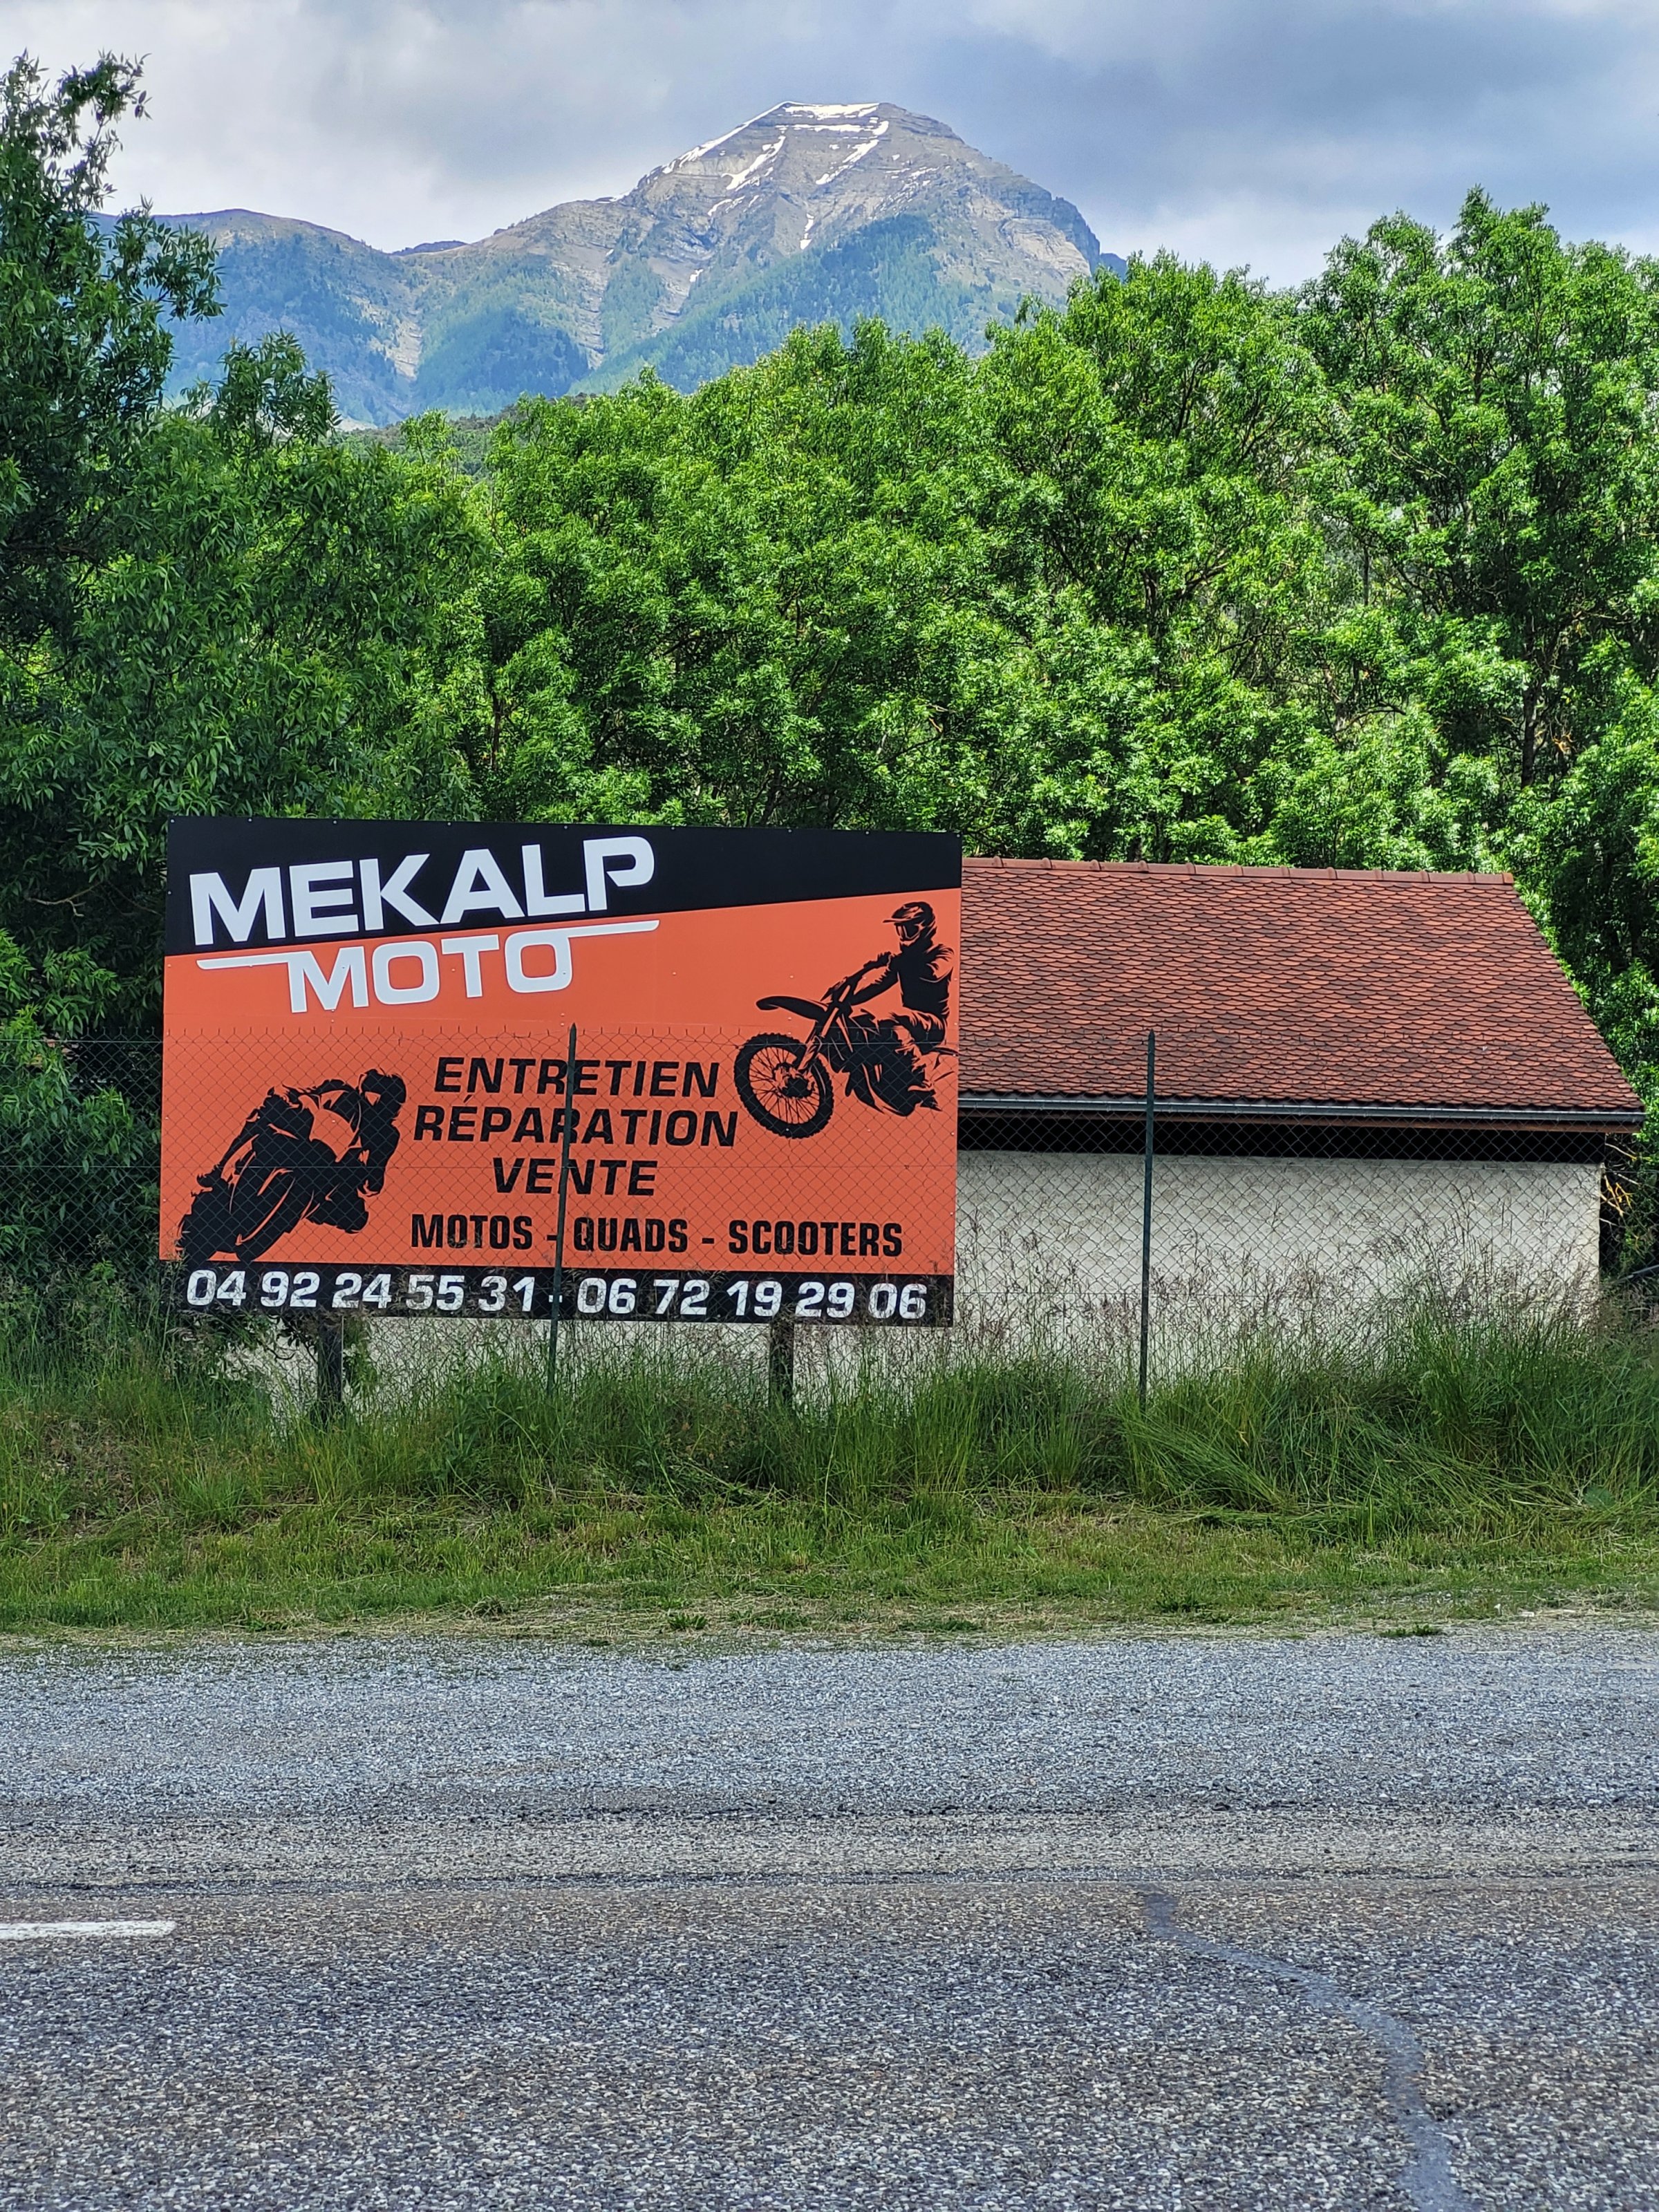 MEKALP
MOTO
ENTRETIEN
RÉPARATION
VENTE
MOTOS - QUADS - SCOOTERS
04 92 24 55 31 - 06 72 19 29 06